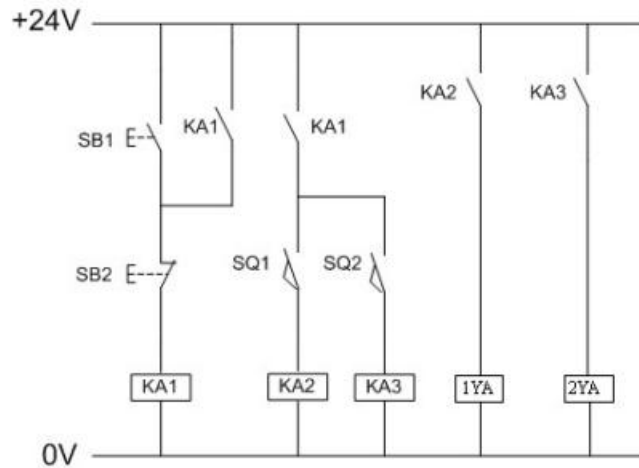 +24V
KA2 KA3
SB1 KA1 KA1
SB2 SQ1 SQ2
KA1 KA2 KA3 1YA 2YA
0V